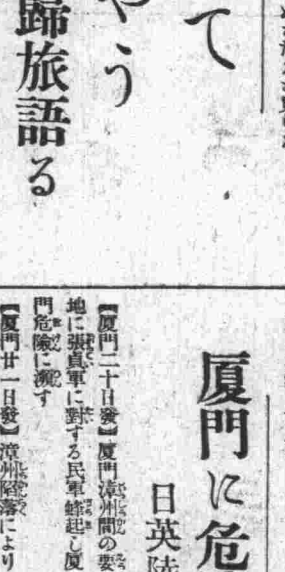 て
やう
歸旅語る
厦門に危
日英陸
【厦門二十日發】厦門漳州間の要
地に張貞軍に對する民軍蜂起し厦
門危險に瀕す
【厦門廿一日發】漳州陷落により